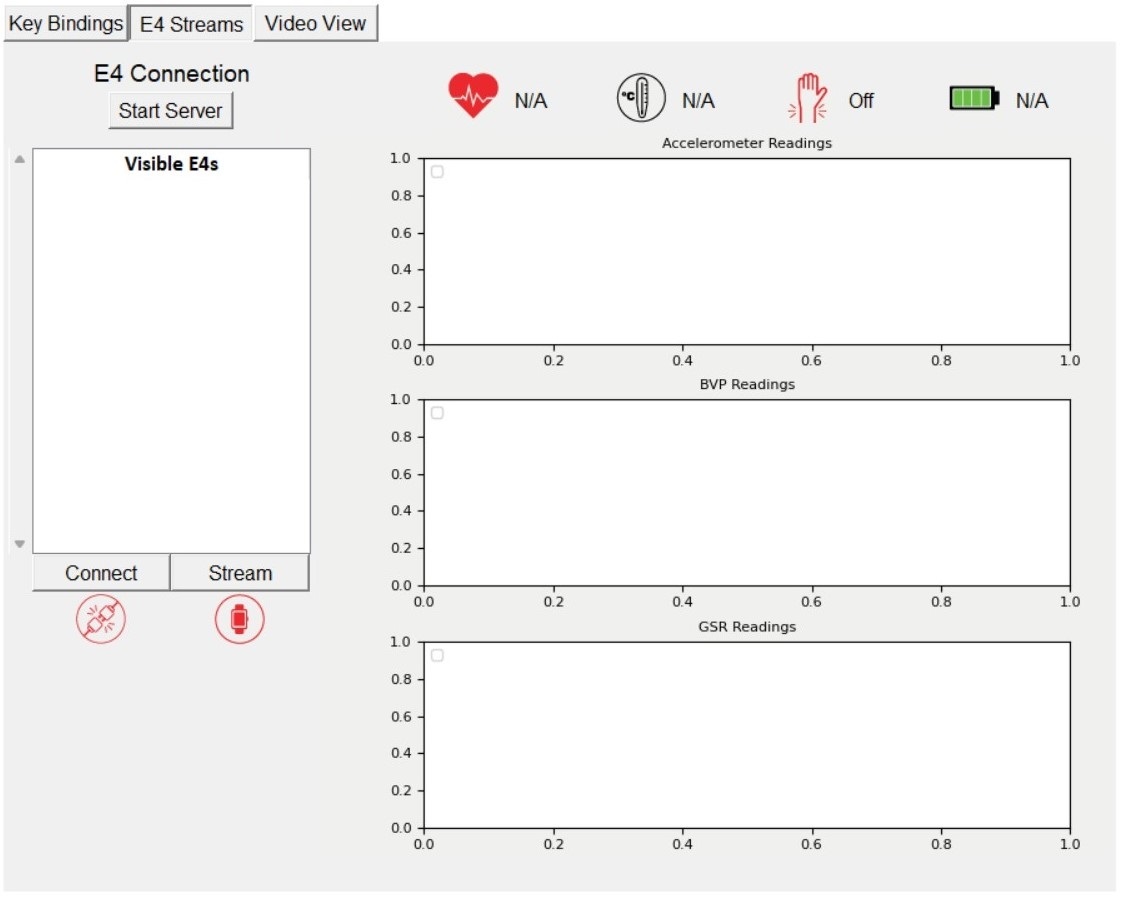 Key Bindings E4 Streams Video View
E4 Connection
Start Server
Visible E4s
Connect Stream
N/A °C N/A Off N/A
Accelerometer Readings
1.0
0.8
0.6
0.4
0.2
0.0
0.0 0.2 0.4 0.6 0.8 1.0
BVP Readings
1.0
0.8
0.6
0.4
0.2
0.0
0.0 0.2 0.4 0.6 0.8 1.0
GSR Readings
1.0
0.8
0.6
0.4
0.2
0.0
0.0 0.2 0.4 0.6 0.8 1.0